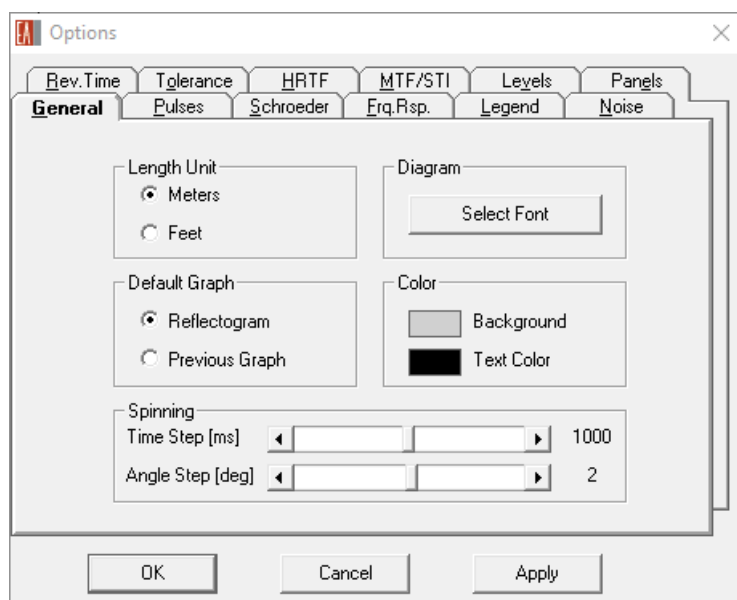 EA Options
Rev.Time Tolerance HRTF MTF/STI Levels Panels
General Pulses Schroeder Frq.Rsp. Legend Noise
Length Unit
Meters
Feet
Diagram
Select Font
Default Graph
Reflectogram
Previous Graph
Color
Background
Text Color
Spinning
Time Step [ms] 1000
Angle Step [deg] 2
OK Cancel Apply